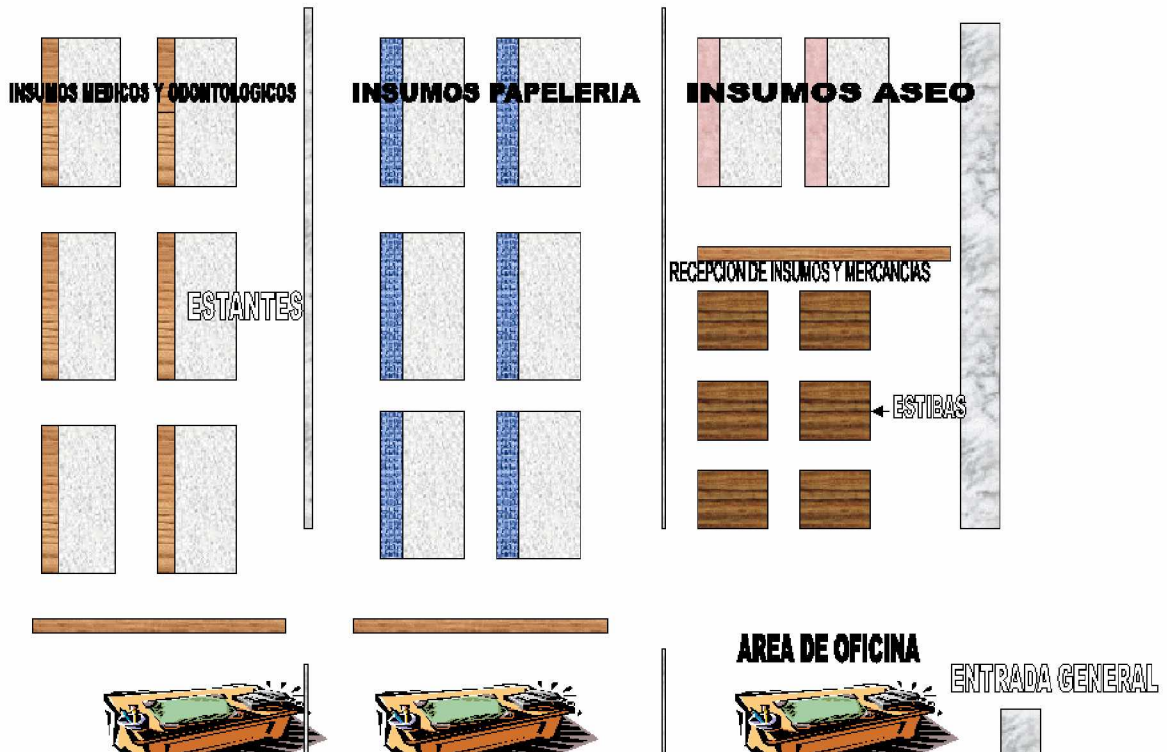 INSUMOS MEDICOS Y ODONTOLOGICOS
INSUMOS PAPELERIA
INSUMOS ASEO
RECEPCION DE INSUMOS Y MERCANCIAS
ESTANTES
ESTIBAS
AREA DE OFICINA
ENTRADA GENERAL